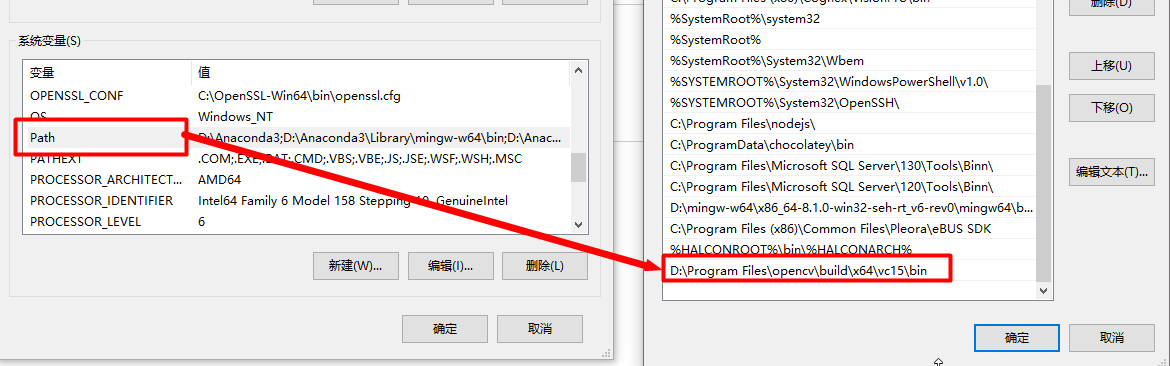 系统变量(S)
变量 值
OPENSSL_CONF C:\OpenSSL-Win64\bin\openssl.cfg
OS Windows_NT
Path D:\Anaconda3;D:\Anaconda3\Library\mingw-w64\bin;D:\Anac...
PATHEXT .COM;.EXE;.BAT;.CMD;.VBS;.VBE;.JS;.JSE;.WSF;.WSH;.MSC
PROCESSOR_ARCHITECT... AMD64
PROCESSOR_IDENTIFIER Intel64 Family 6 Model 158 Stepping 10, GenuineIntel
PROCESSOR_LEVEL 6
新建(W)... 编辑(I)... 删除(L)
确定 取消
%SystemRoot%\system32
%SystemRoot%
%SystemRoot%\System32\Wbem
%SYSTEMROOT%\System32\WindowsPowerShell\v1.0\
%SYSTEMROOT%\System32\OpenSSH\
C:\Program Files\nodejs\
C:\ProgramData\chocolatey\bin
C:\Program Files\Microsoft SQL Server\130\Tools\Binn\
C:\Program Files\Microsoft SQL Server\120\Tools\Binn\
D:\mingw-w64\x86_64-8.1.0-win32-seh-rt_v6-rev0\mingw64\b...
C:\Program Files (x86)\Common Files\Pleora\eBUS SDK
%HALCONROOT%\bin\%HALCONARCH%
D:\Program Files\opencv\build\x64\vc15\bin
删除(D)
上移(U)
下移(O)
编辑文本(T)...
确定 取消